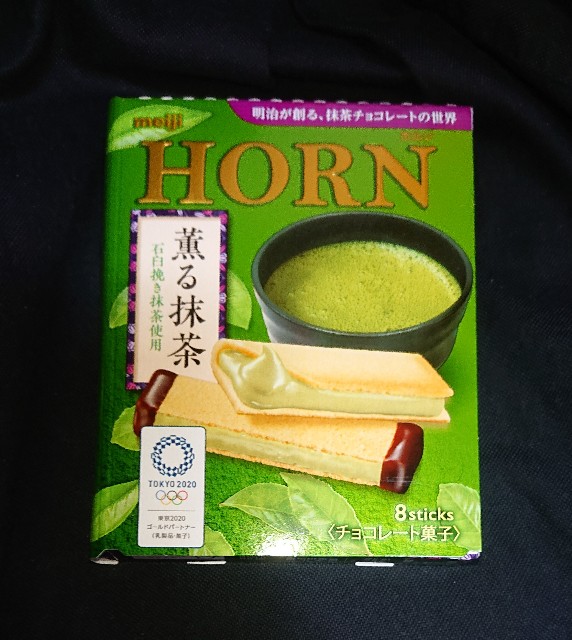 明治が創る、抹茶チョコレートの世界
meiji
HORN
薫る抹茶
石臼挽き抹茶使用
TOKYO 2020
東京2020
ゴールドパートナー
(乳製品・菓子)
8sticks
〈チョコレート菓子〉